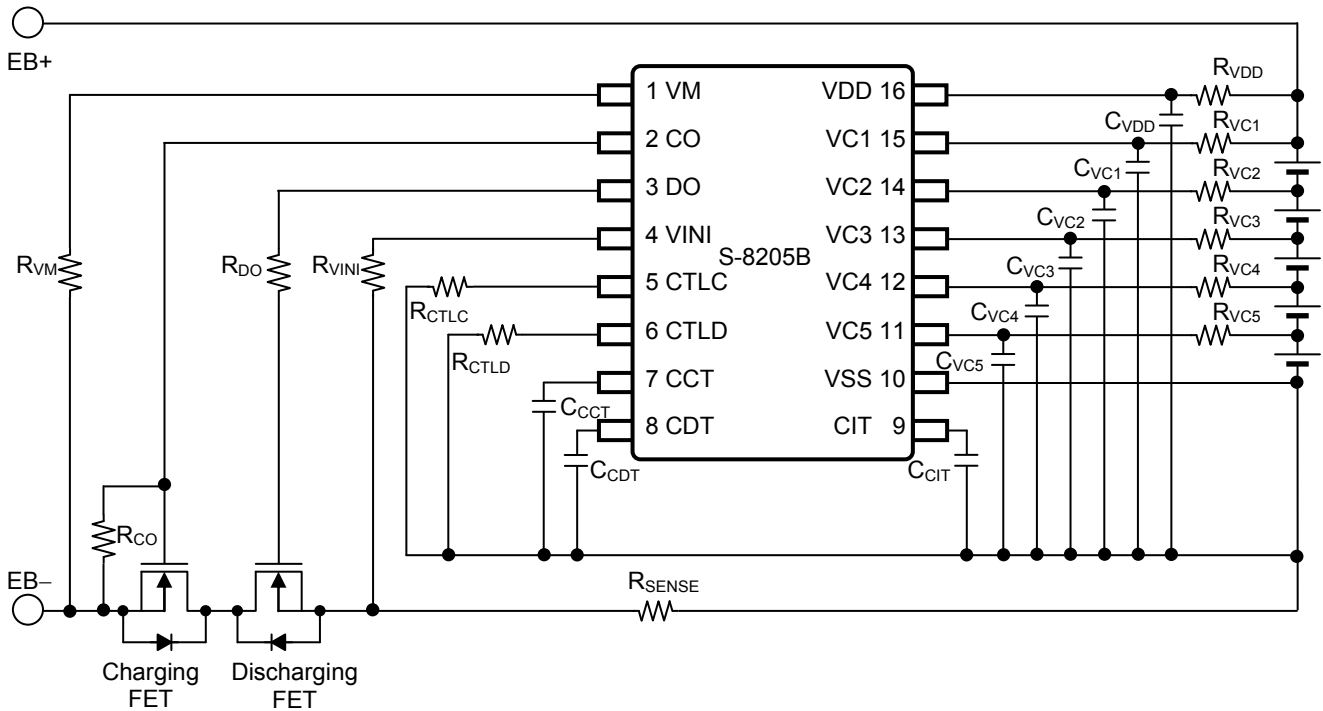 EB+
1 VM
2 CO
3 DO
4 VINI
5 CTLC
6 CTLD
7 CCT
8 CDT
S-8205B
VDD 16
VC1 15
VC2 14
VC3 13
VC4 12
VC5 11
VSS 10
CIT 9
RVDD
RVC1
RVC2
RVC3
RVC4
RVC5
CVDD
CVC1
CVC2
CVC3
CVC4
CVC5
RVM
RDO
RVINI
RCTLC
RCTLD
CCCT
CCDT
CCIT
RCO
EB−
RSENSE
Charging
FET
Discharging
FET